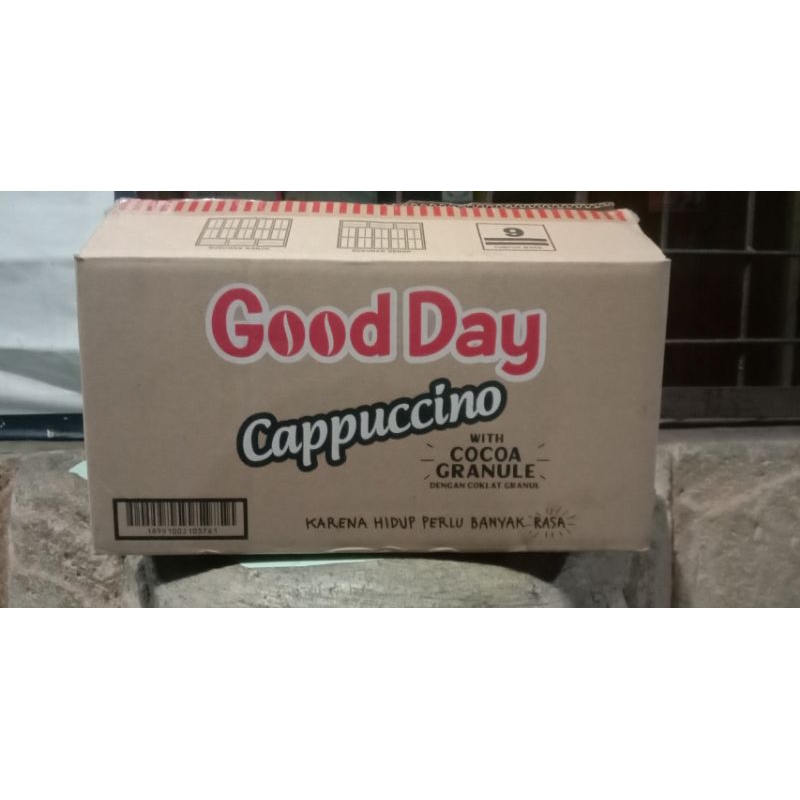 9
Good Day
Cappuccino
WITH
COCOA
GRANULE
DENGAN COKLAT GRANUL
KARENA HIDUP PERLU BANYAK RASA